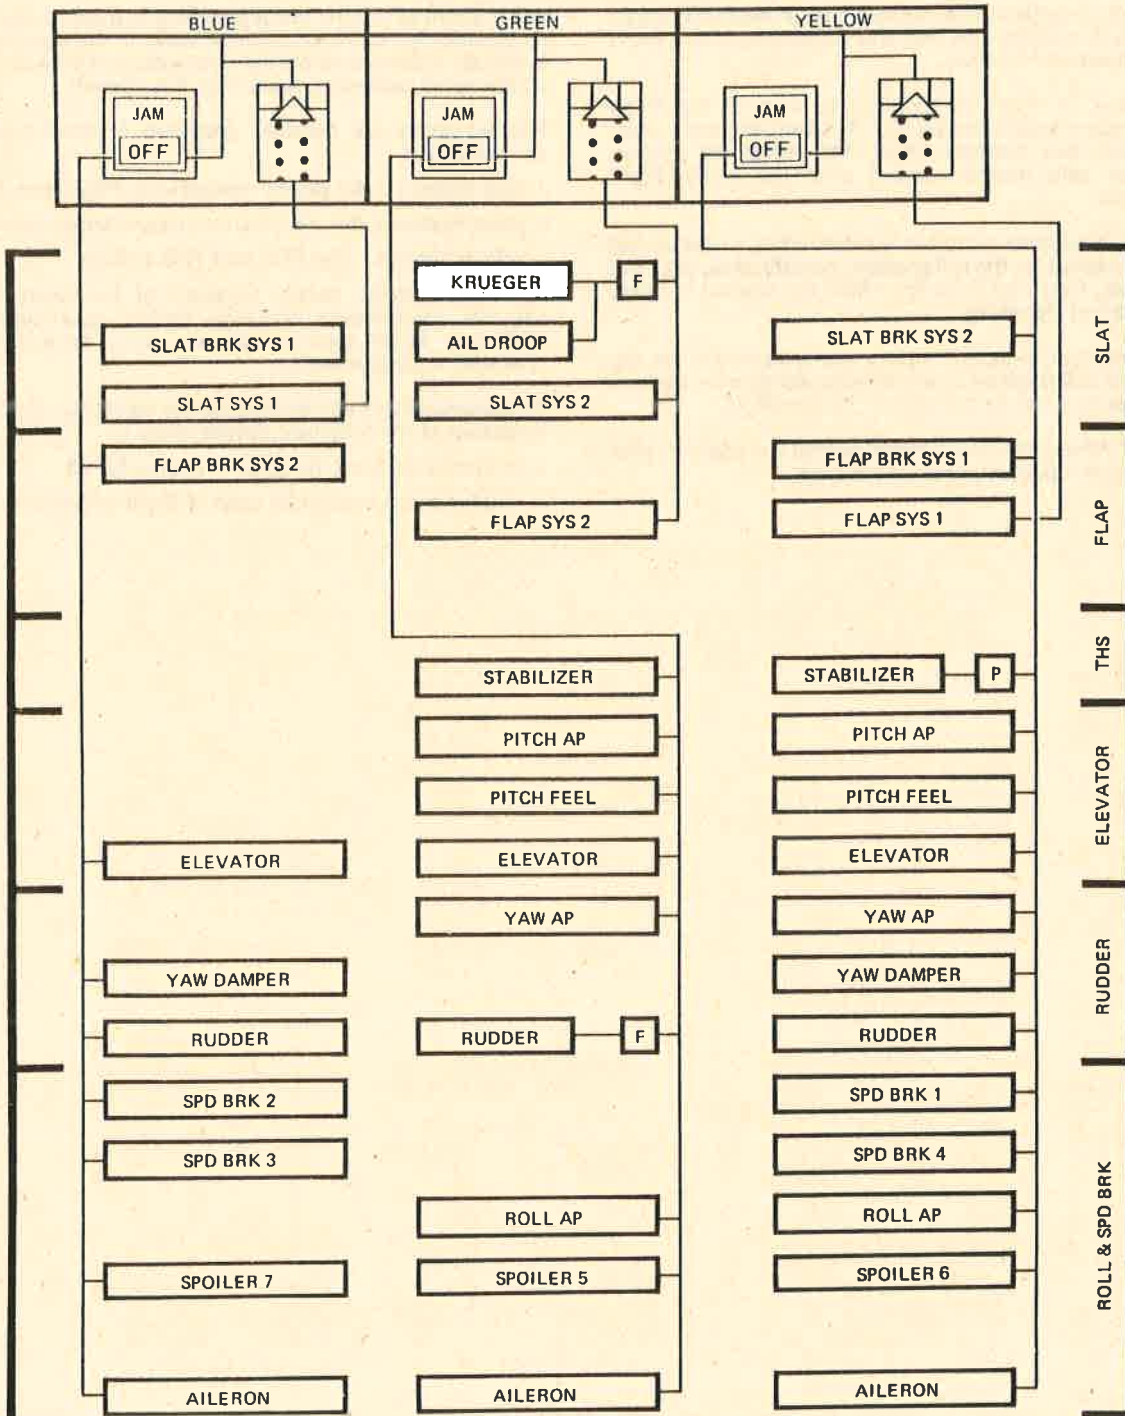 BLUE GREEN YELLOW
JAM JAM JAM
OFF OFF OFF
KRUEGER F
SLAT BRK SYS 1 AIL DROOP SLAT BRK SYS 2
SLAT SYS 1 SLAT SYS 2
SLAT
FLAP BRK SYS 2 FLAP BRK SYS 1
FLAP SYS 2 FLAP SYS 1
FLAP
STABILIZER STABILIZER P
THS
PITCH AP PITCH AP
PITCH FEEL PITCH FEEL
ELEVATOR ELEVATOR ELEVATOR
ELEVATOR
YAW AP YAW AP
YAW DAMPER YAW DAMPER
RUDDER RUDDER F RUDDER
RUDDER
SPD BRK 2 SPD BRK 1
SPD BRK 3 SPD BRK 4
ROLL AP ROLL AP
SPOILER 7 SPOILER 5 SPOILER 6
AILERON AILERON AILERON
ROLL & SPD BRK